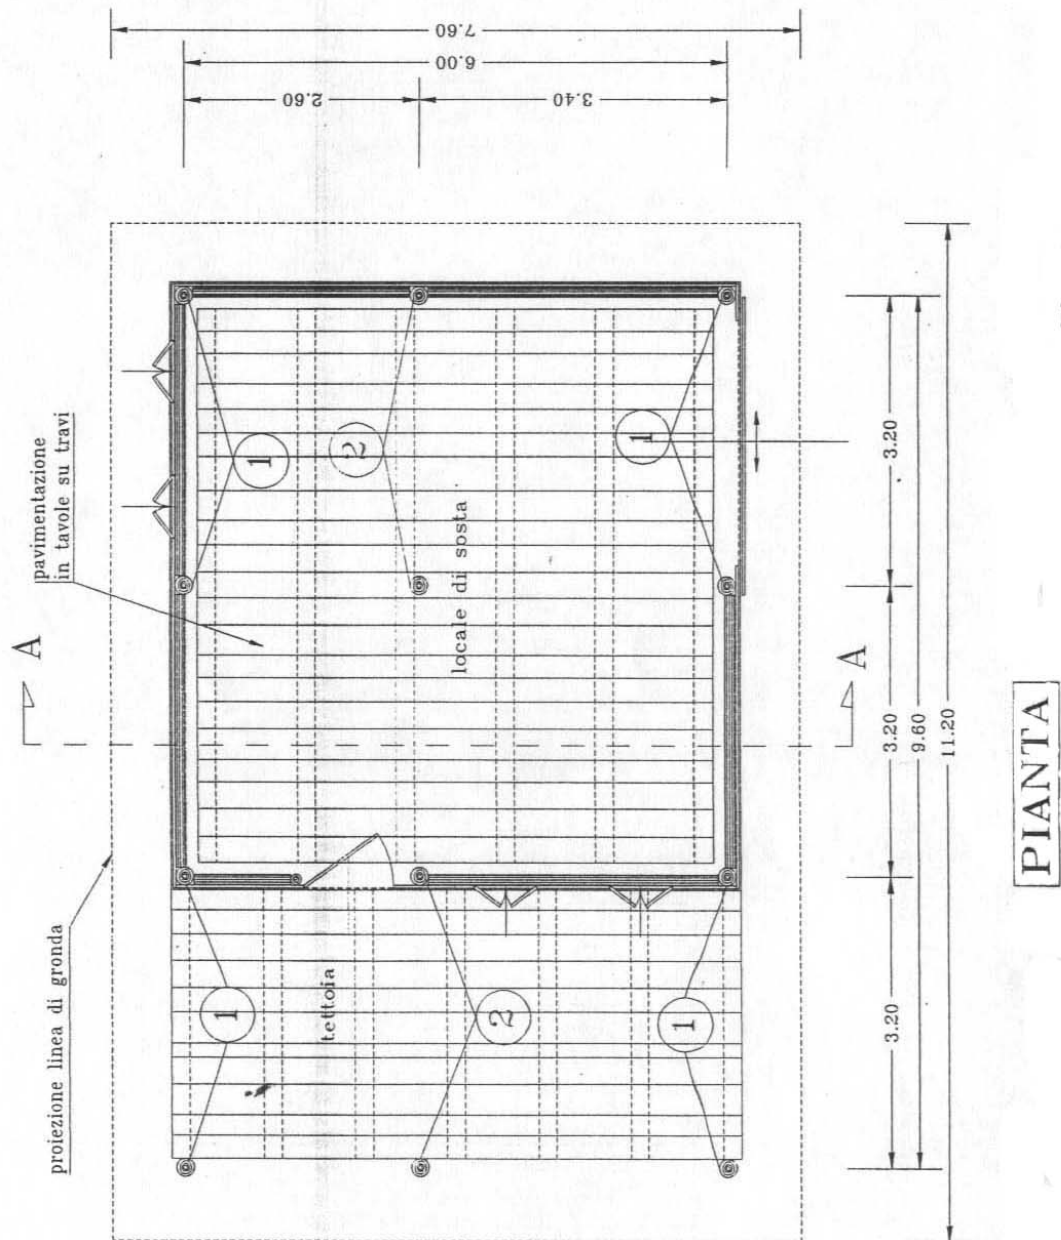 7.60
6.00
2.60
3.40
pavimentazione
in tavole su travi
A
A
proiezione linea di gronda
1
2
1
locale di sosta
tettoia
1
2
1
3.20
3.20
3.20
9.60
11.20
PIANTA